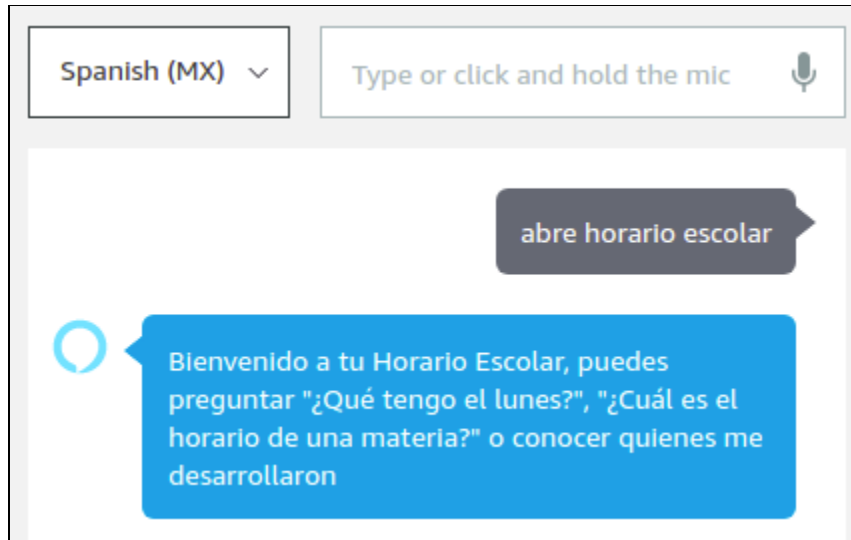 Spanish (MX)
Type or click and hold the mic
abre horario escolar
Bienvenido a tu Horario Escolar, puedes
preguntar "¿Qué tengo el lunes?", "¿Cuál es el
horario de una materia?" o conocer quienes me
desarrollaron